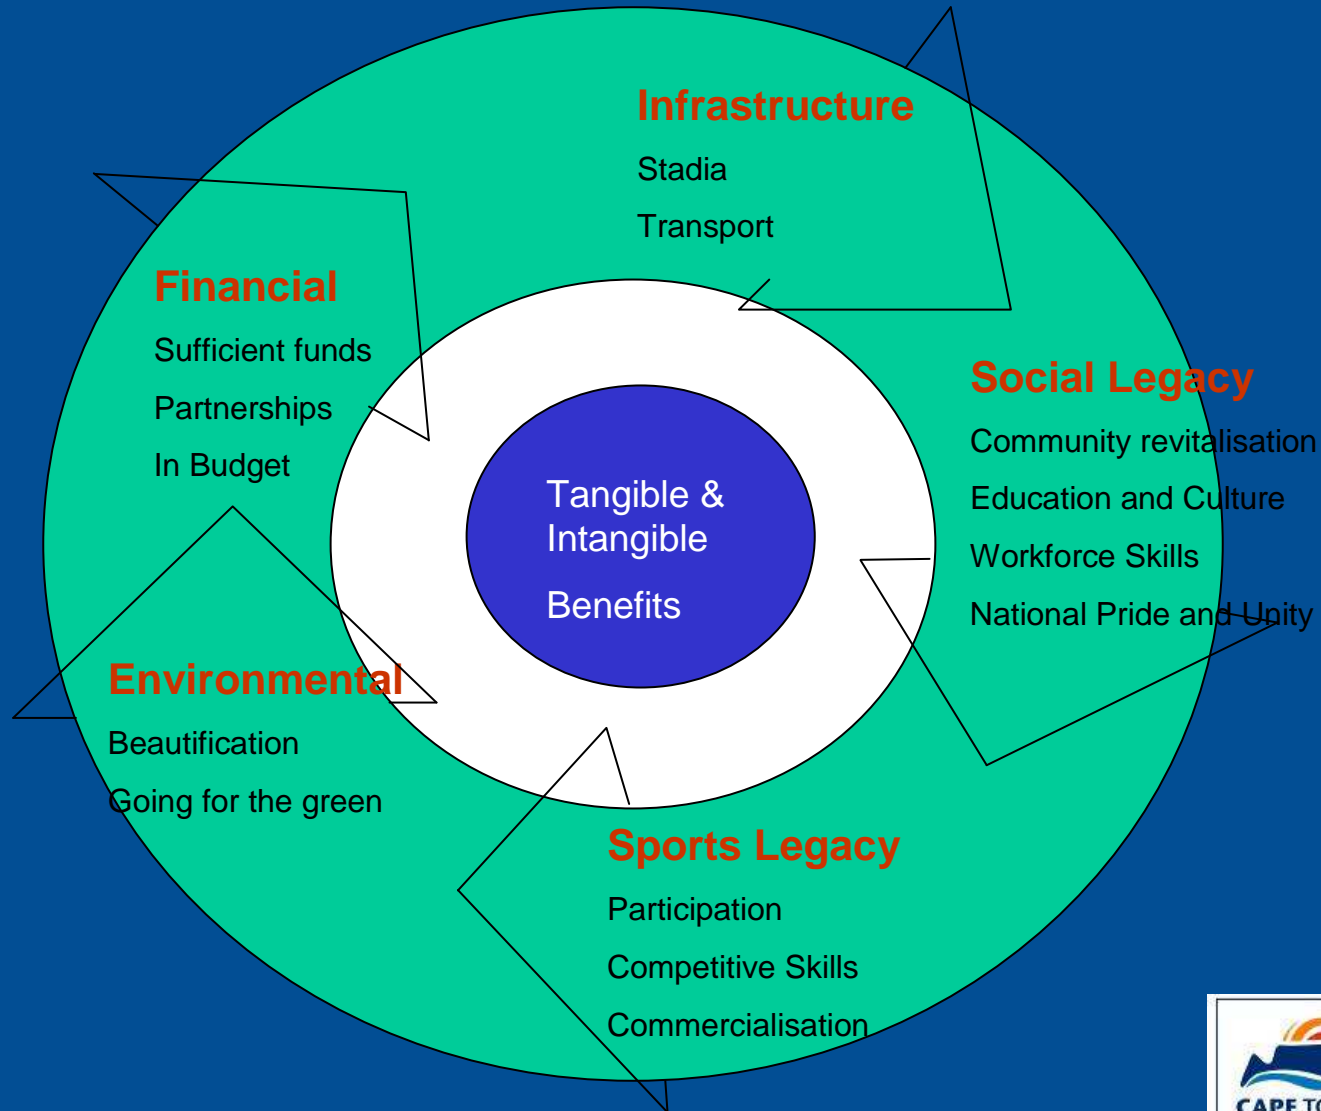 Infrastructure
Stadia
Transport
Financial
Sufficient funds
Partnerships
In Budget
Social Legacy
Community revitalisation
Education and Culture
Workforce Skills
National Pride and Unity
Tangible &
Intangible
Benefits
Environmental
Beautification
Going for the green
Sports Legacy
Participation
Competitive Skills
Commercialisation
CAPE